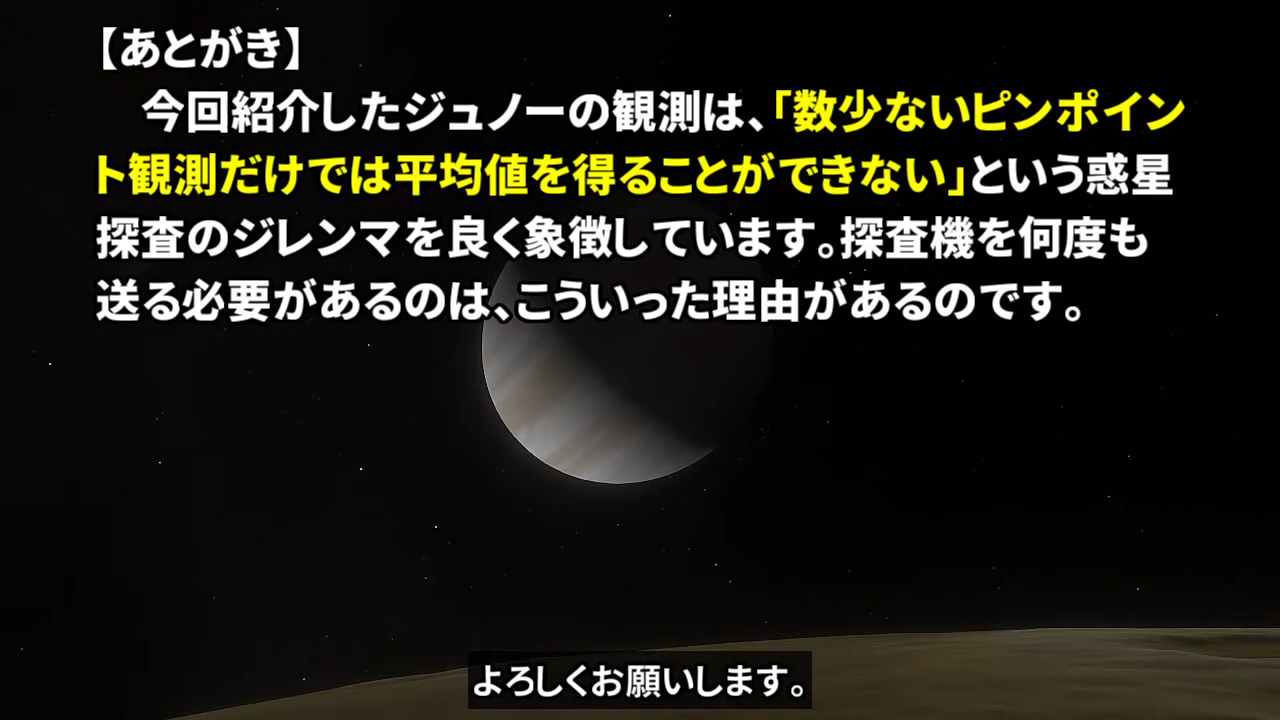 【あとがき】
今回紹介したジュノーの観測は、「数少ないピンポイン
ト観測だけでは平均値を得ることができない」という惑星
探査のジレンマを良く象徴しています。探査機を何度も
送る必要があるのは、こういった理由があるのです。
よろしくお願いします。